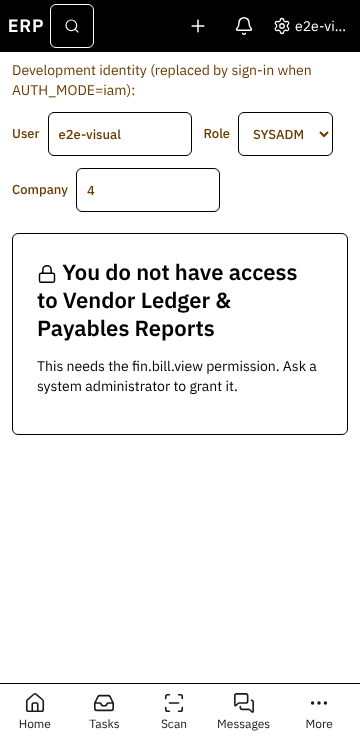 ERP
e2e-vi...
Development identity (replaced by sign-in when
AUTH_MODE=iam):
User e2e-visual Role SYSADM
Company 4
You do not have access
to Vendor Ledger &
Payables Reports
This needs the fin.bill.view permission. Ask a
system administrator to grant it.
Home Tasks Scan Messages More